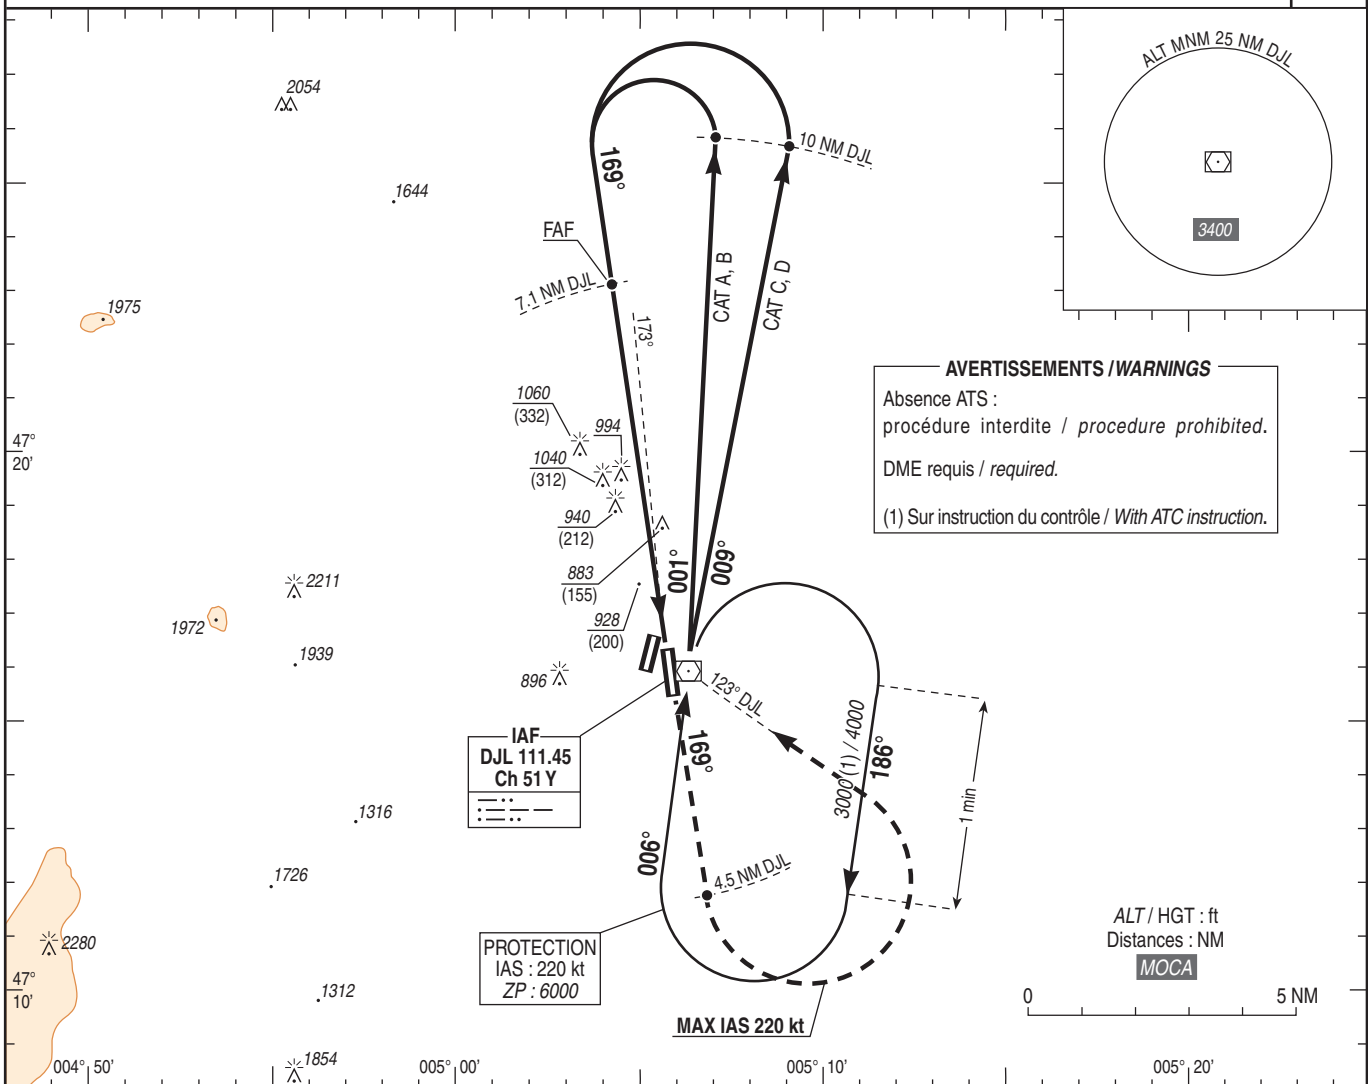 ALT MNM 25 NM DJL
3400
2054
1644
10 NM DJL
169°
FAF
7.1 NM DJL
CAT A, B
CAT C, D
173°
1975
AVERTISSEMENTS / WARNINGS
Absence ATS :
procédure interdite / procedure prohibited.
DME requis / required.
(1) Sur instruction du contrôle / With ATC instruction.
1060
(332)
994
1040
(312)
940
(212)
883
(155)
928
(200)
47°
20'
001°
009°
2211
1972
1939
896
123° DJL
IAF
DJL 111.45
Ch 51 Y
169°
3000 (1) / 4000
186°
1 min
1316
006°
4.5 NM DJL
1726
2280
PROTECTION
IAS : 220 kt
ZP : 6000
ALT / HGT : ft
Distances : NM
MOCA
47°
10'
1312
MAX IAS 220 kt
0 5 NM
1854
004° 50' 005° 00' 005° 10' 005° 20'